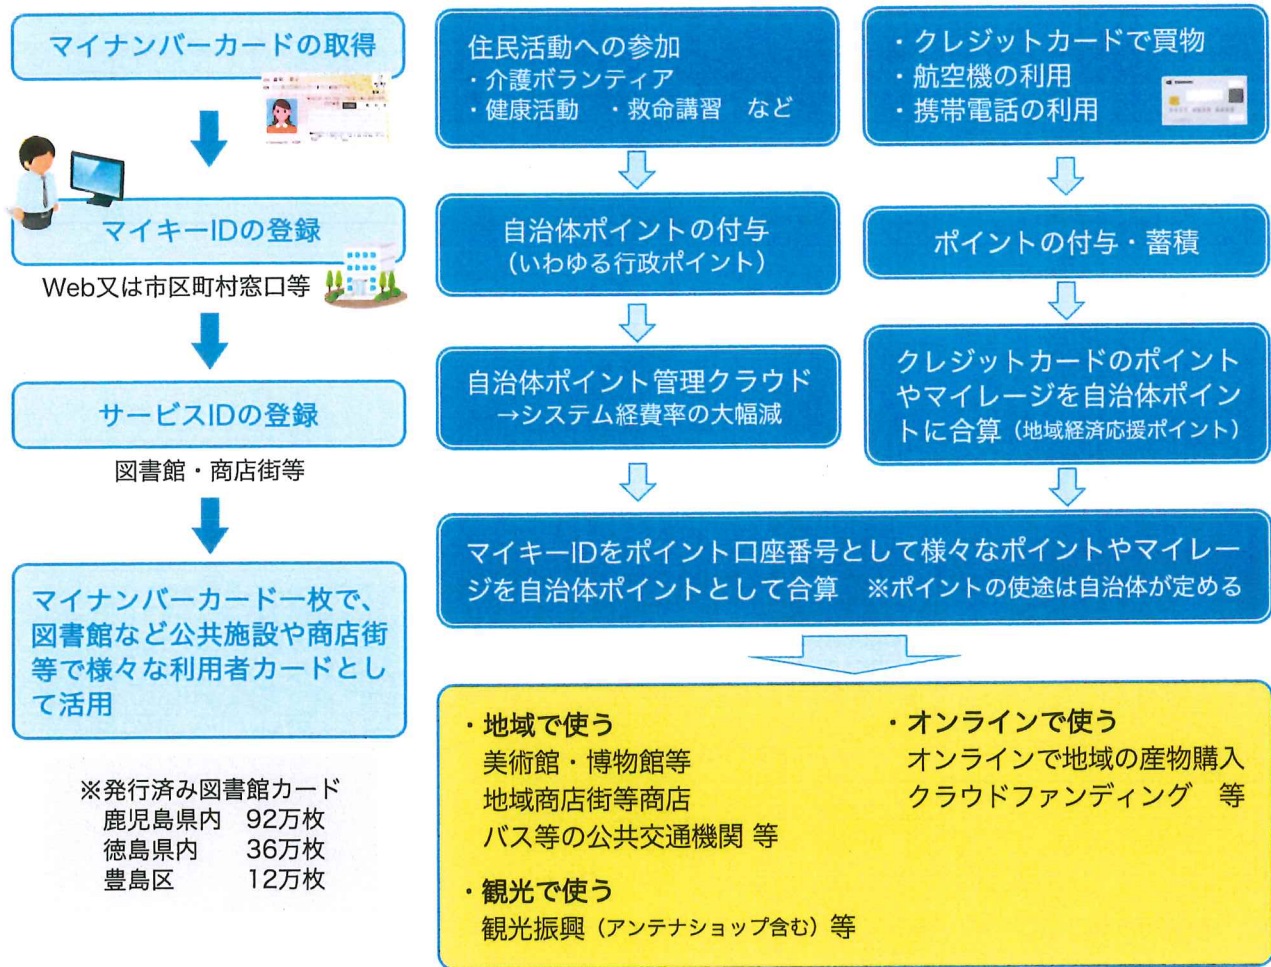 マイナンバーカードの取得
マイキーIDの登録
Web又は市区町村窓口等
サービスIDの登録
図書館・商店街等
マイナンバーカード一枚で、
図書館など公共施設や商店街
等で様々な利用者カードとし
て活用
※発行済み図書館カード
鹿児島県内 92万枚
徳島県内 36万枚
豊島区 12万枚
住民活動への参加
・介護ボランティア
・健康活動 ・救命講習 など
自治体ポイントの付与
（いわゆる行政ポイント）
自治体ポイント管理クラウド
→システム経費率の大幅減
・クレジットカードで買物
・航空機の利用
・携帯電話の利用
ポイントの付与・蓄積
クレジットカードのポイント
やマイレージを自治体ポイン
トに合算（地域経済応援ポイント）
マイキーIDをポイント口座番号として様々なポイントやマイレー
ジを自治体ポイントとして合算 ※ポイントの使途は自治体が定める
・地域で使う
美術館・博物館等
地域商店街等商店
バス等の公共交通機関 等
・観光で使う
観光振興（アンテナショップ含む）等
・オンラインで使う
オンラインで地域の産物購入
クラウドファンディング 等